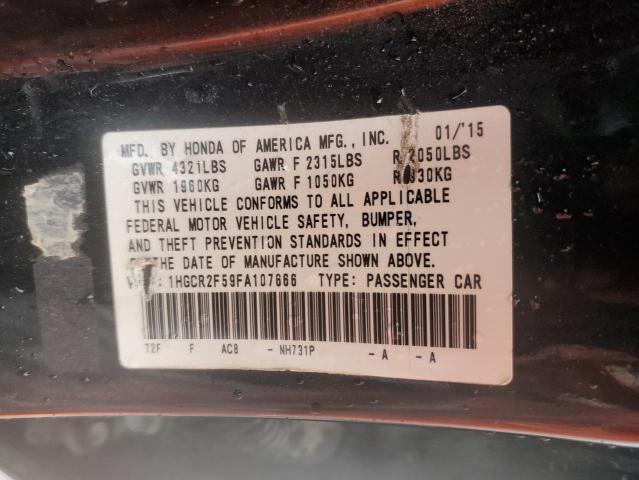 MFD. BY HONDA OF AMERICA MFG., INC. 01/'15
GVWR 4321LBS GAWR F 2315LBS R 2050LBS
GVWR 1960KG GAWR F 1050KG R 930KG
THIS VEHICLE CONFORMS TO ALL APPLICABLE
FEDERAL MOTOR VEHICLE SAFETY, BUMPER,
AND THEFT PREVENTION STANDARDS IN EFFECT
THE DATE OF MANUFACTURE SHOWN ABOVE.
1HGCR2F59FA107666 TYPE: PASSENGER CAR
T2F F AC8 - NH731P - A - A